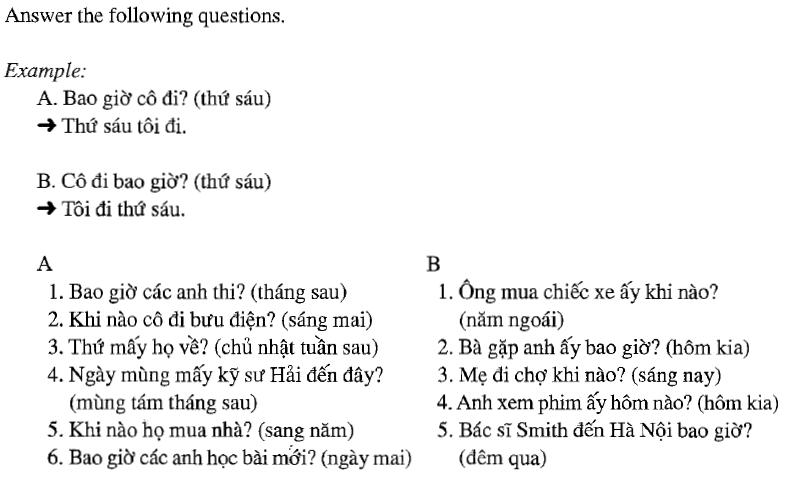 Answer the following questions.
Example:
A. Bao giờ cô đi? (thứ sáu)
➔ Thứ sáu tôi đi.
B. Cô đi bao giờ? (thứ sáu)
➔ Tôi đi thứ sáu.
A
1. Bao giờ các anh thi? (tháng sau)
2. Khi nào cô đi bưu điện? (sáng mai)
3. Thứ mấy họ về? (chủ nhật tuần sau)
4. Ngày mùng mấy kỹ sư Hải đến đây?
(mùng tám tháng sau)
5. Khi nào họ mua nhà? (sang năm)
6. Bao giờ các anh học bài mới? (ngày mai)
B
1. Ông mua chiếc xe ấy khi nào?
(năm ngoái)
2. Bà gặp anh ấy bao giờ? (hôm kia)
3. Mẹ đi chợ khi nào? (sáng nay)
4. Anh xem phim ấy hôm nào? (hôm kia)
5. Bác sĩ Smith đến Hà Nội bao giờ?
(đêm qua)